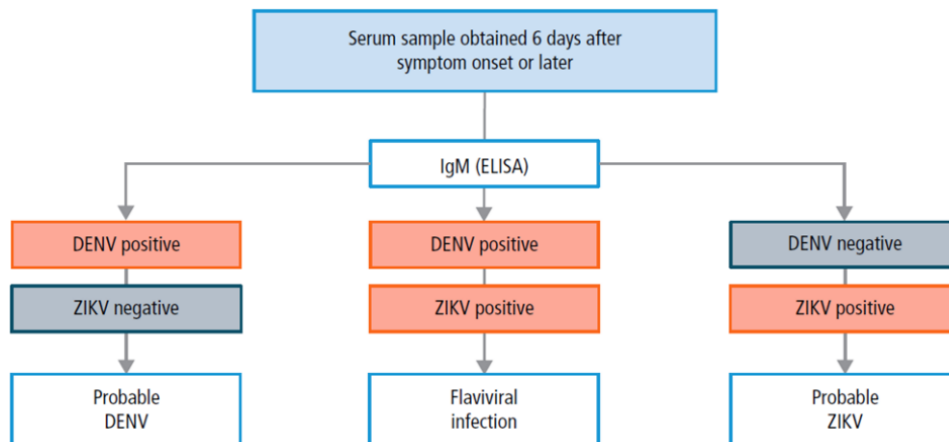 Serum sample obtained 6 days after
symptom onset or later
IgM (ELISA)
DENV positive
DENV positive
DENV negative
ZIKV negative
ZIKV positive
ZIKV positive
Probable
DENV
Flaviviral
infection
Probable
ZIKV